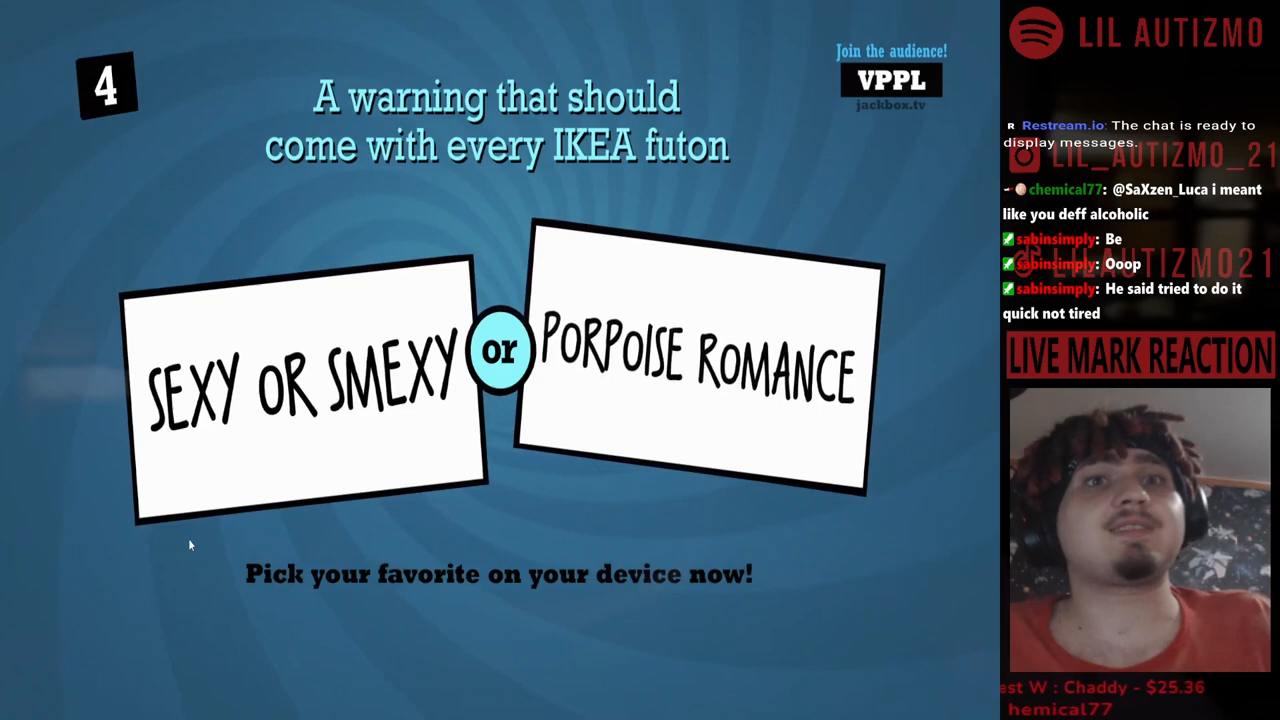 4
A warning that should
come with every IKEA futon
Join the audience!
VPPL
jackbox.tv
SEXY OR SMEXY
or
PORPOISE ROMANCE
Pick your favorite on your device now!
LIL AUTIZMO
R Restream.io: The chat is ready to
display messages.
LIL_AUTIZMO_21
chemical77: @SaXzen_Luca i meant
like you deff alcoholic
sabinsimply: Be
sabinsimply: Ooop
LILAUTIZMO21
sabinsimply: He said tried to do it
quick not tired
LIVE MARK REACTION
est W : Chaddy - $25.36
hemical77